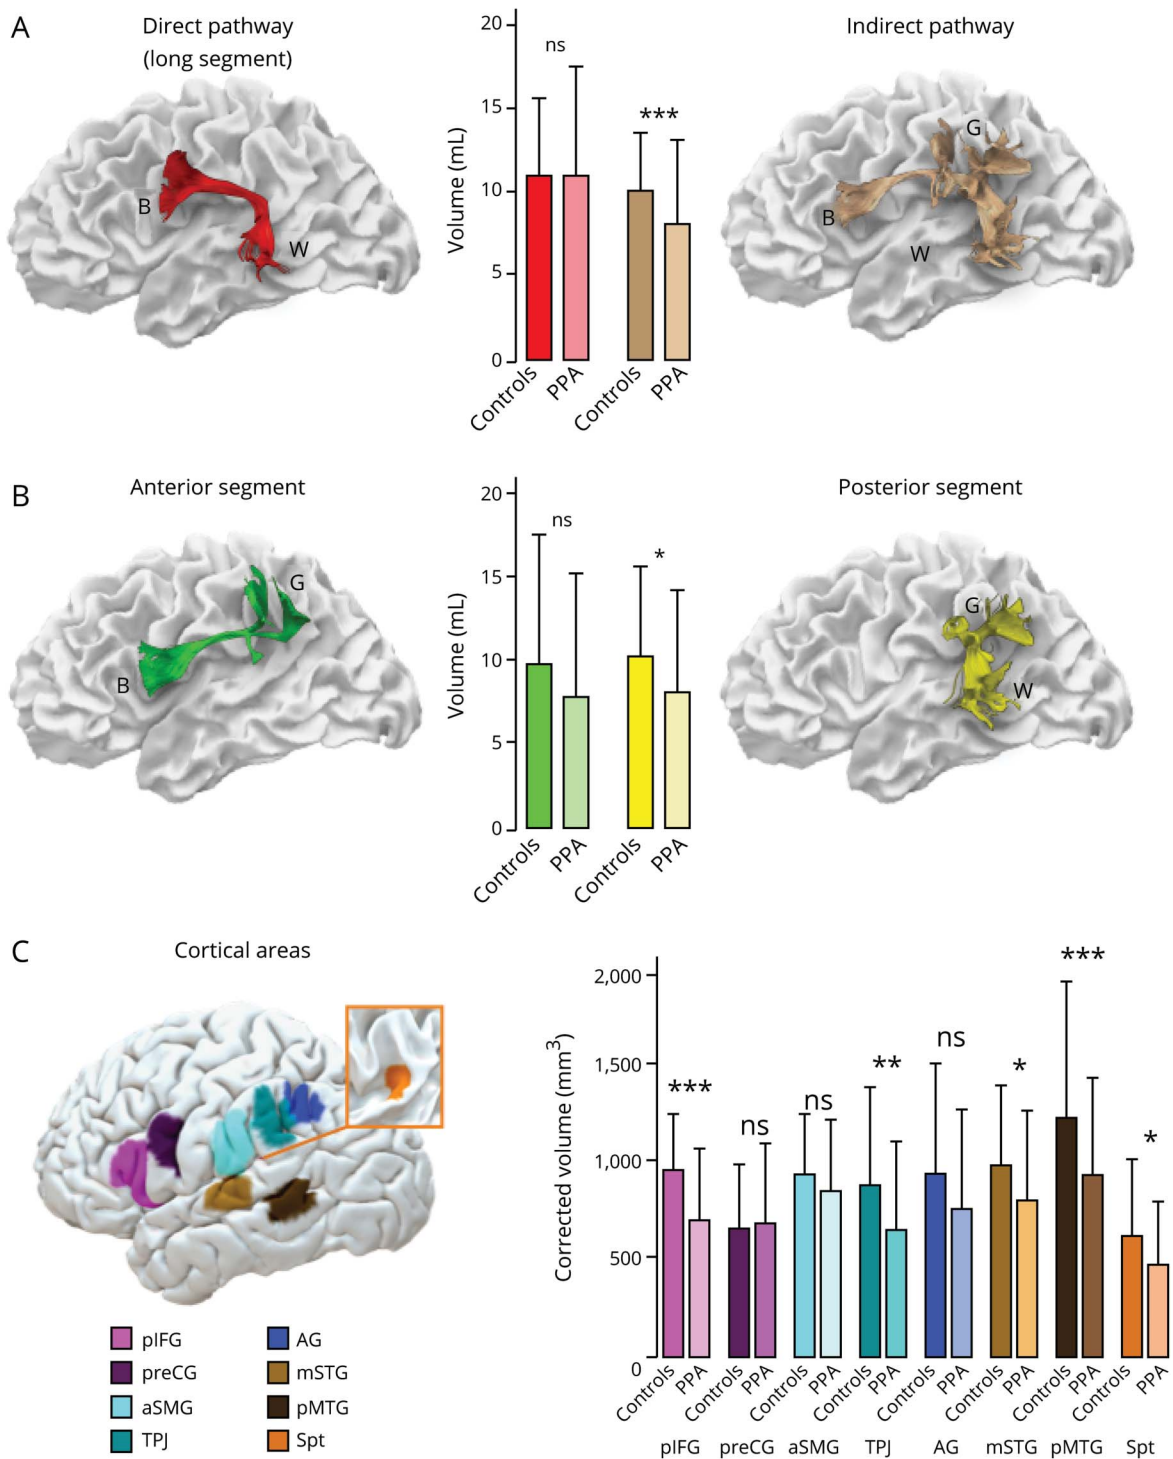 A
Direct pathway
(long segment)
Indirect pathway
B
W
Volume (mL)
20
15
10
5
0
ns
***
Controls
PPA
Controls
PPA
G
B
W
B
Anterior segment
Posterior segment
G
B
Volume (mL)
20
15
10
5
0
ns
*
Controls
PPA
Controls
PPA
G
W
C
Cortical areas
pIFG
preCG
aSMG
TPJ
AG
mSTG
pMTG
Spt
Corrected volume (mm³)
2,000
1,500
1,000
500
0
***
ns
ns
**
ns
*
***
*
Controls PPA Controls PPA Controls PPA Controls PPA Controls PPA Controls PPA Controls PPA Controls PPA
pIFG preCG aSMG TPJ AG mSTG pMTG Spt